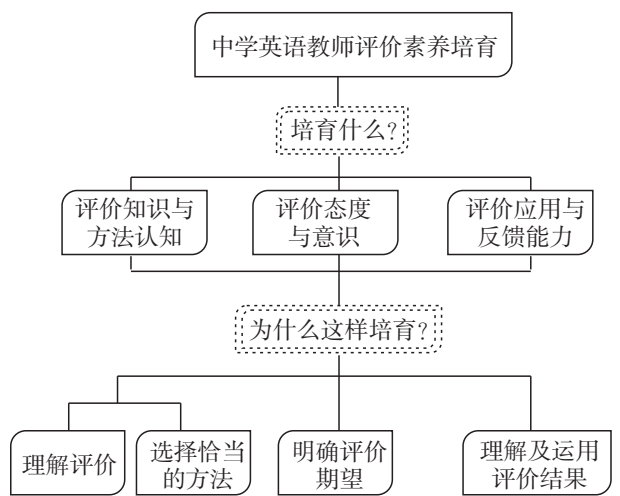 中学英语教师评价素养培育
培育什么?
评价知识与
方法认知
评价态度
与意识
评价应用与
反馈能力
为什么这样培育?
理解评价
选择恰当
的方法
明确评价
期望
理解及运用
评价结果